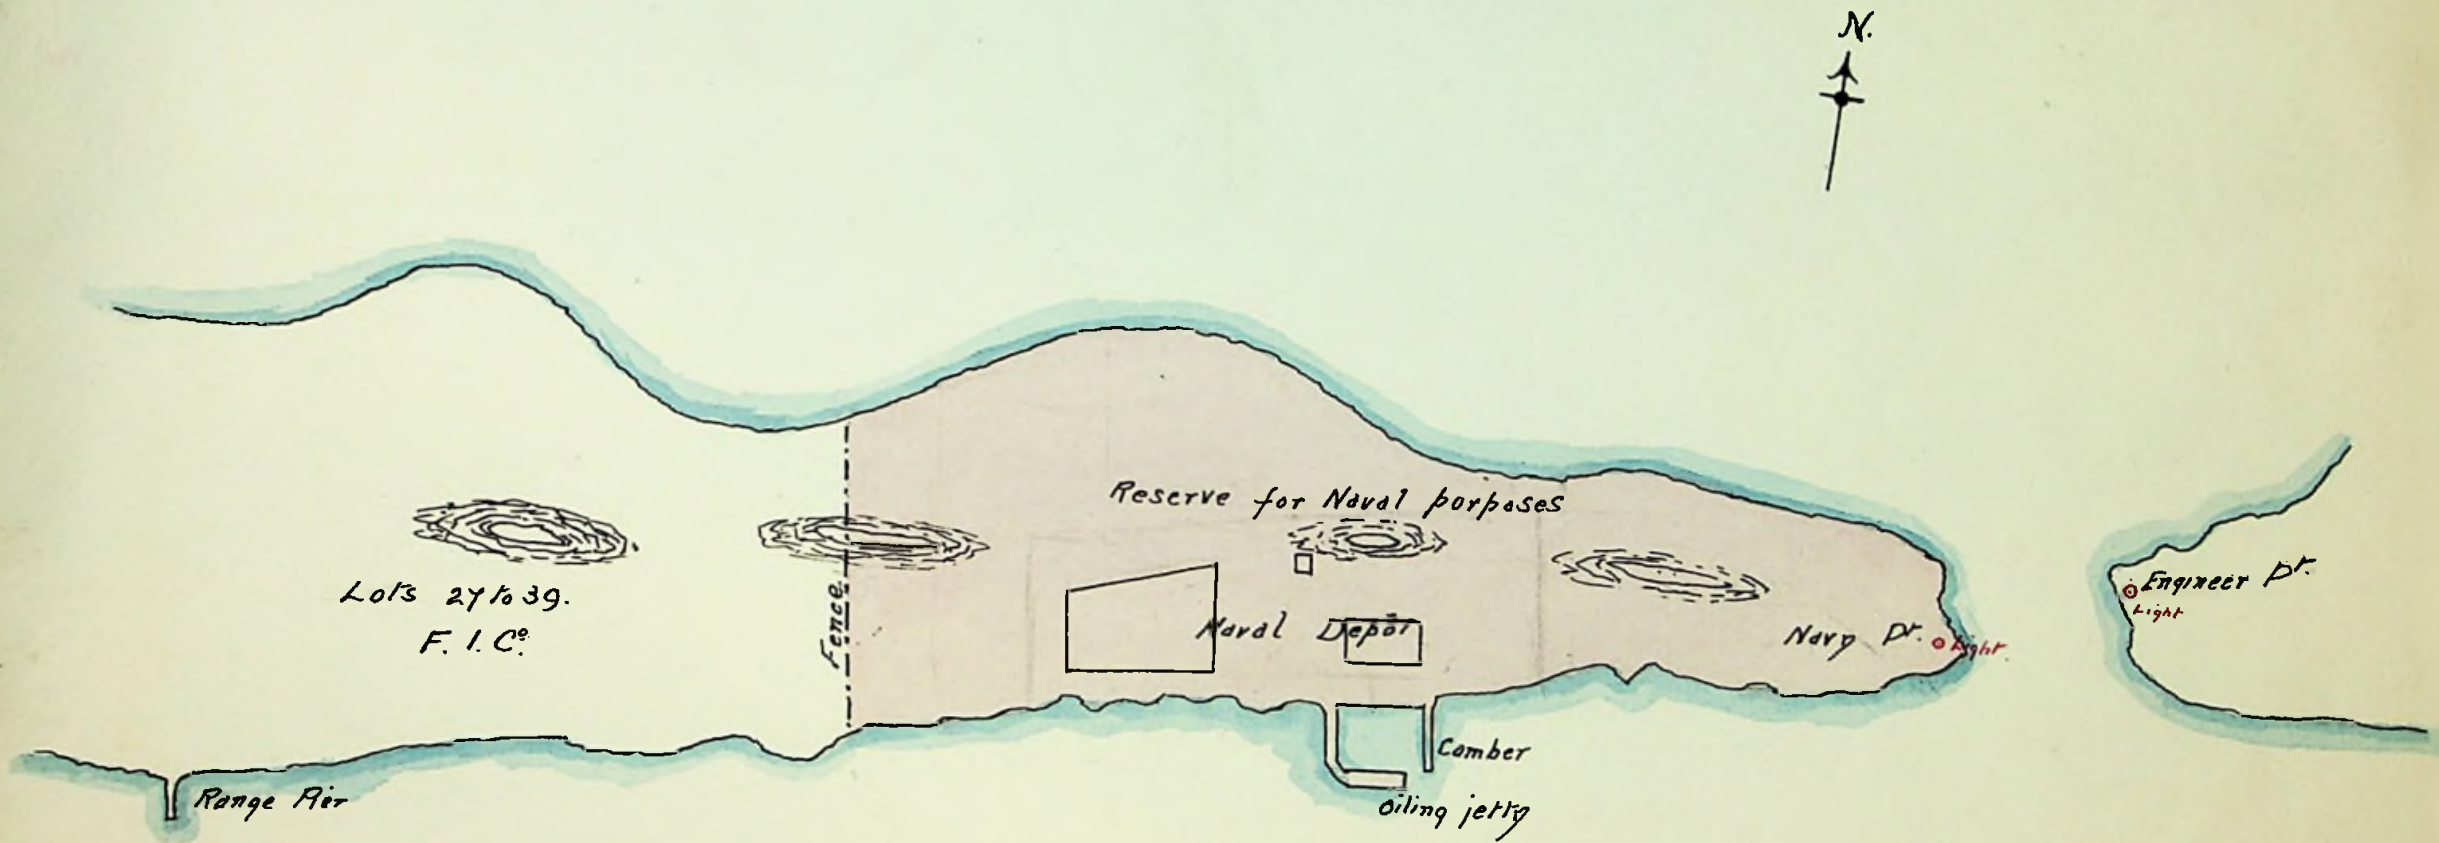 N.
Reserve for Naval porposes
Lots 27 to 39.
F. I. Cº.
Fence.
Naval Depôt
Navy Pt.
Light
Engineer Pt.
Light
Camber
Oiling jetty
Range Pier